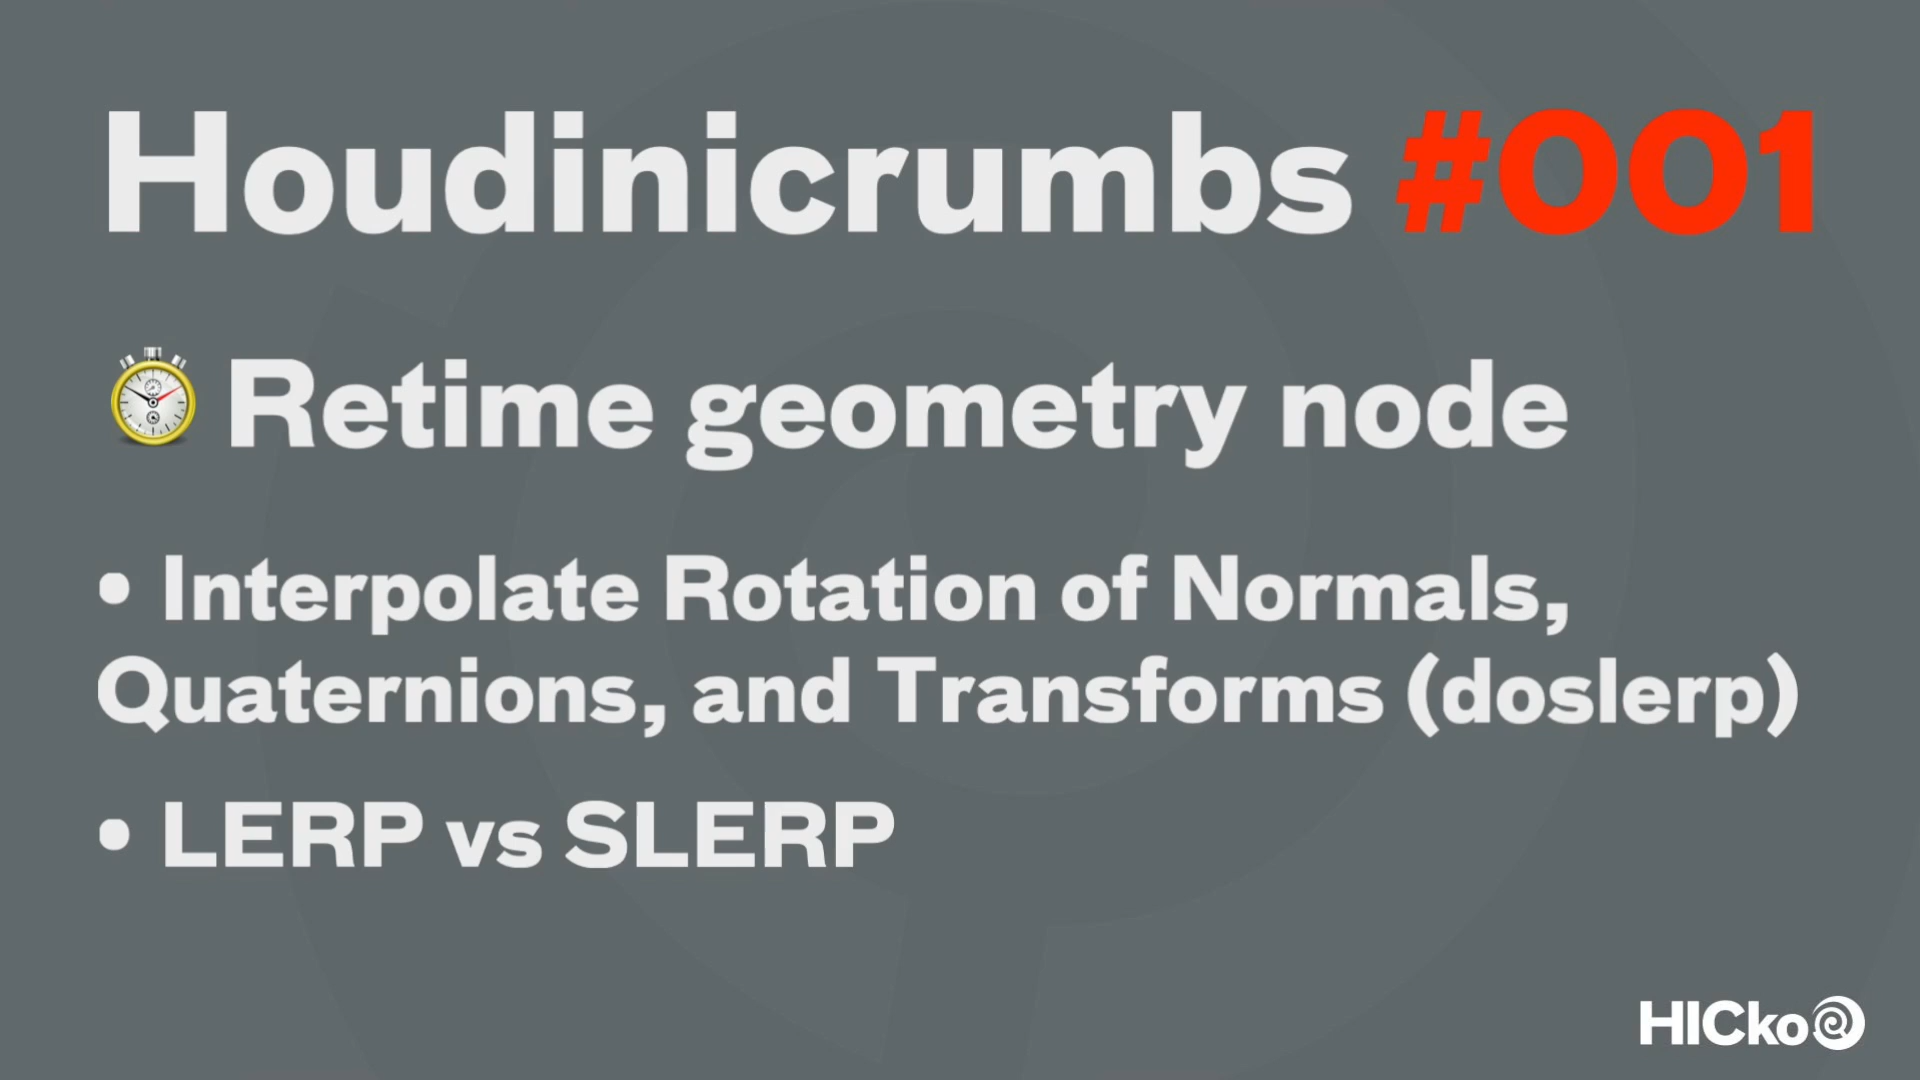 Houdinicrumbs #001
Retime geometry node
• Interpolate Rotation of Normals,
Quaternions, and Transforms (doslerp)
• LERP vs SLERP
HICko